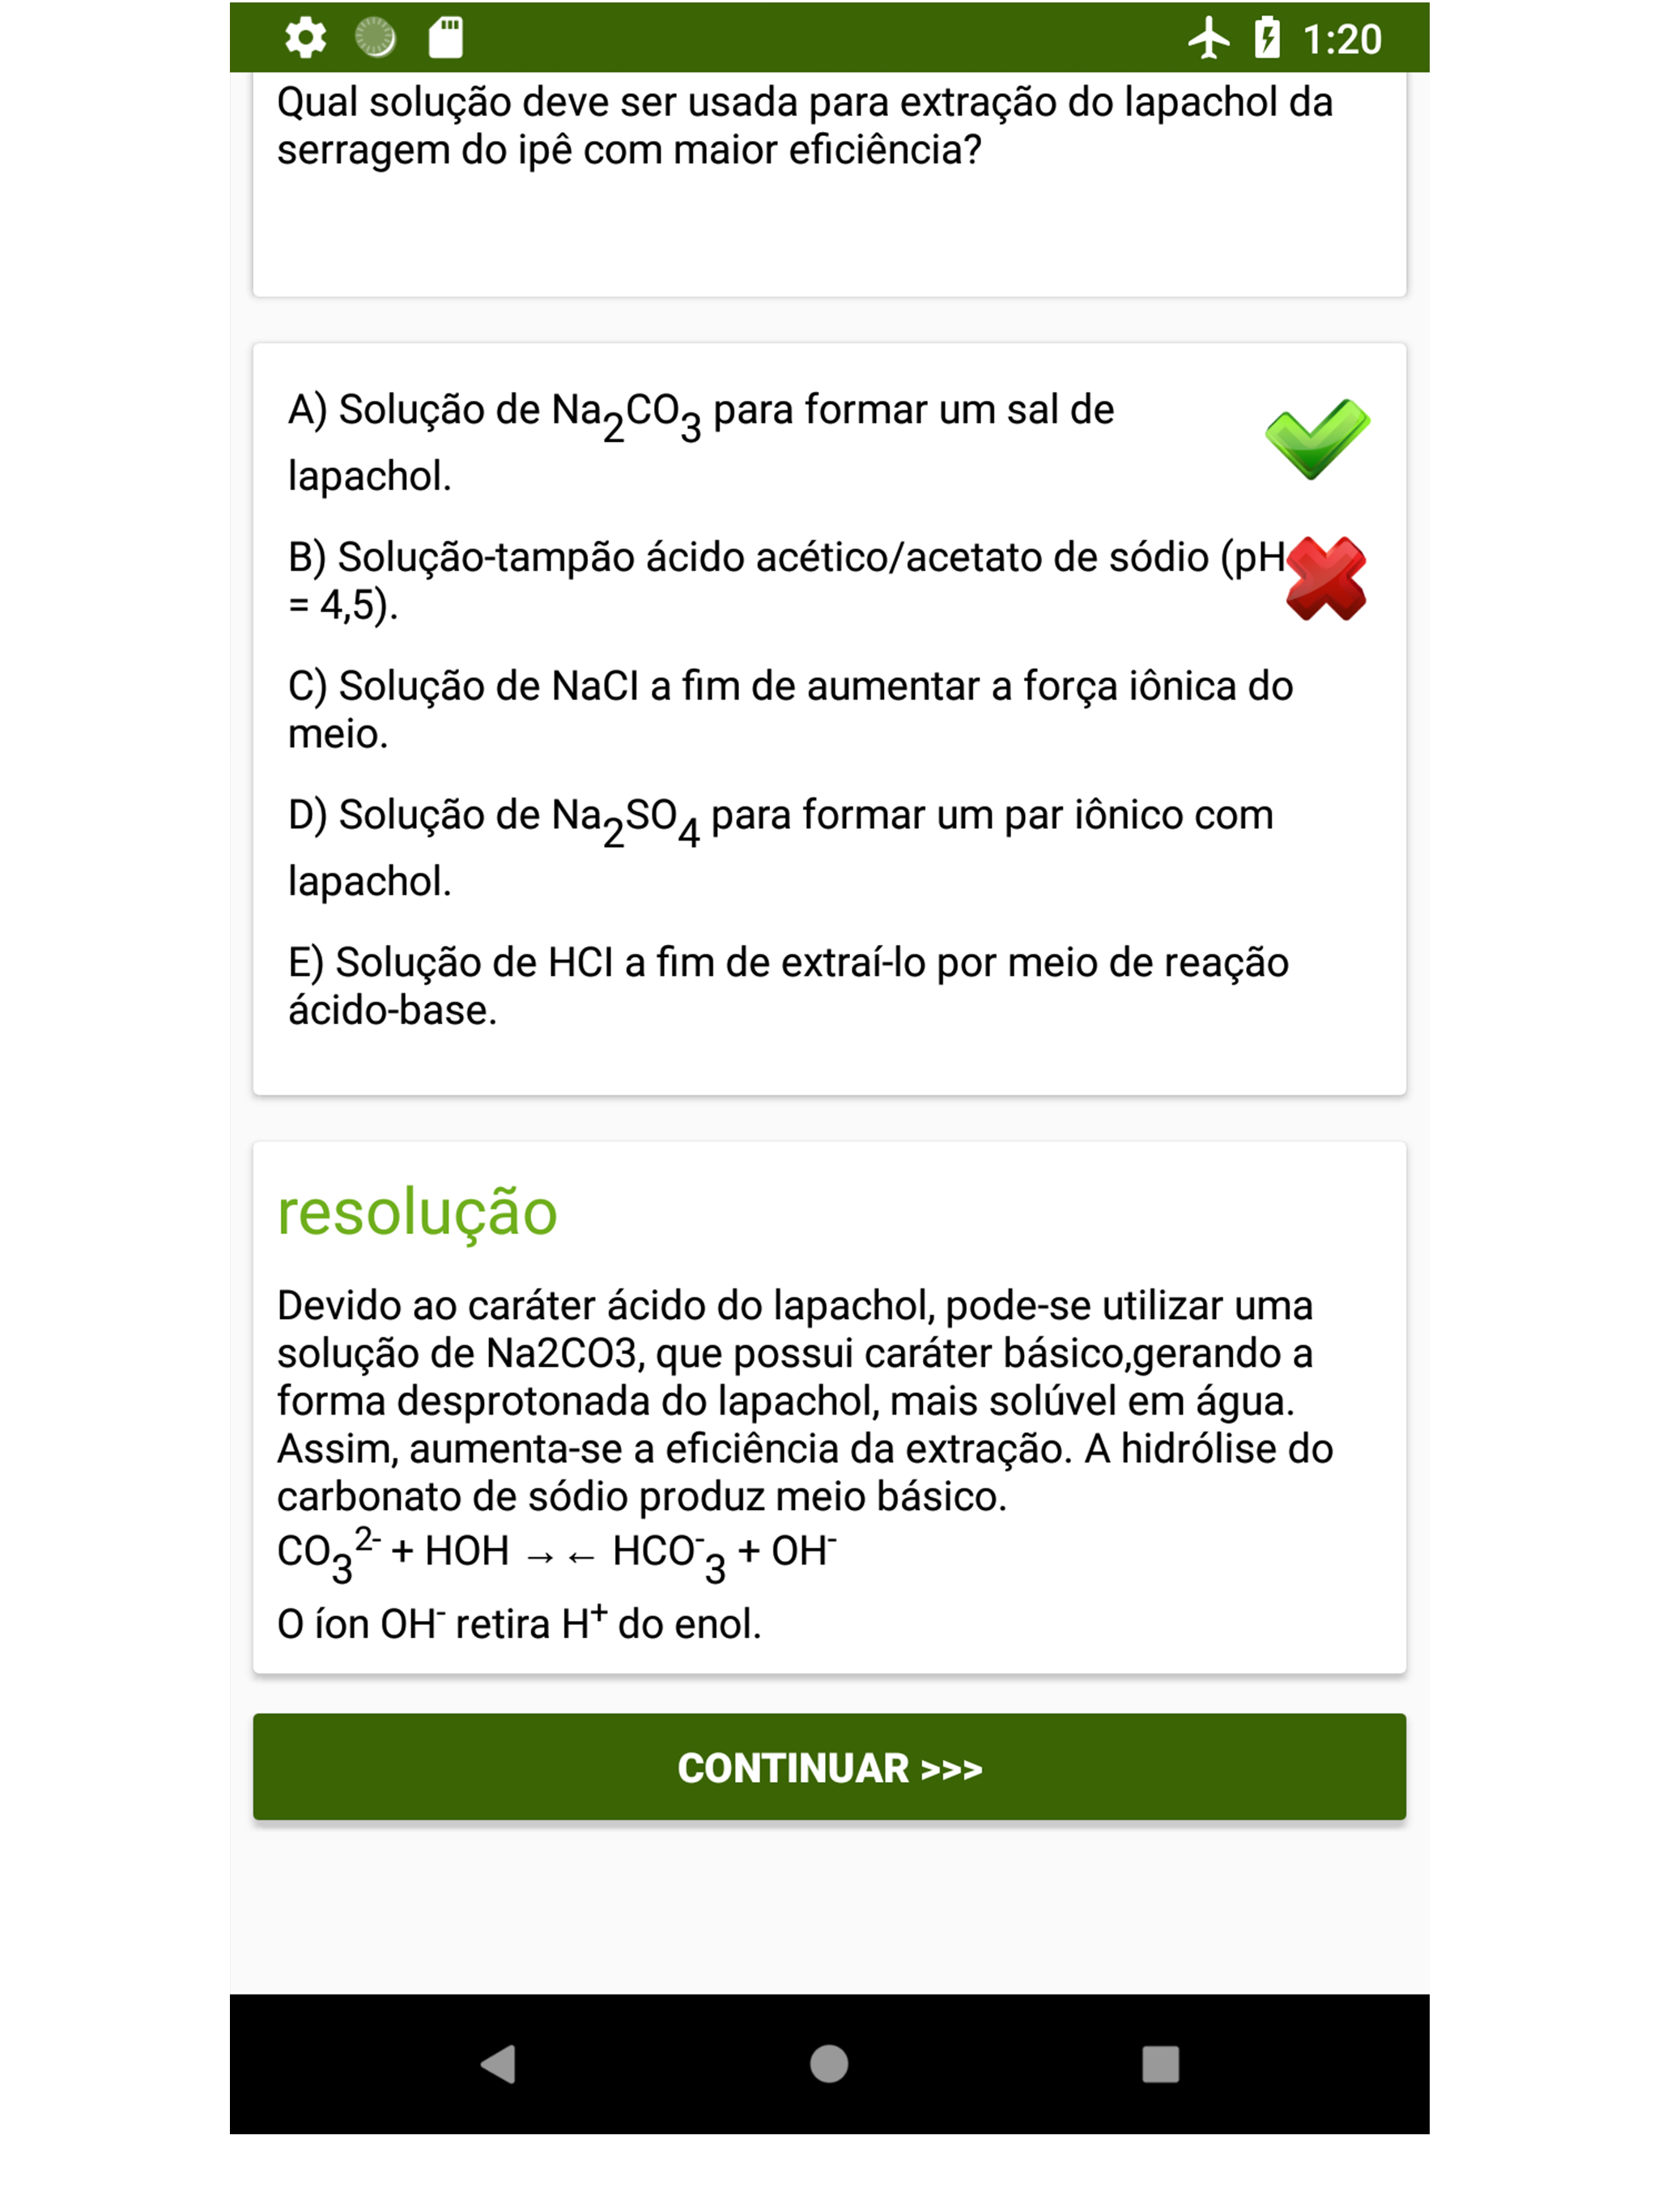 1:20
Qual solução deve ser usada para extração do lapachol da
serragem do ipê com maior eficiência?
A) Solução de Na₂CO₃ para formar um sal de
lapachol.
B) Solução-tampão ácido acético/acetato de sódio (pH
= 4,5).
C) Solução de NaCl a fim de aumentar a força iônica do
meio.
D) Solução de Na₂SO₄ para formar um par iônico com
lapachol.
E) Solução de HCl a fim de extraí-lo por meio de reação
ácido-base.
resolução
Devido ao caráter ácido do lapachol, pode-se utilizar uma
solução de Na2CO3, que possui caráter básico,gerando a
forma desprotonada do lapachol, mais solúvel em água.
Assim, aumenta-se a eficiência da extração. A hidrólise do
carbonato de sódio produz meio básico.
CO₃²⁻ + HOH → ← HCO⁻₃ + OH⁻
O íon OH⁻ retira H⁺ do enol.
CONTINUAR >>>